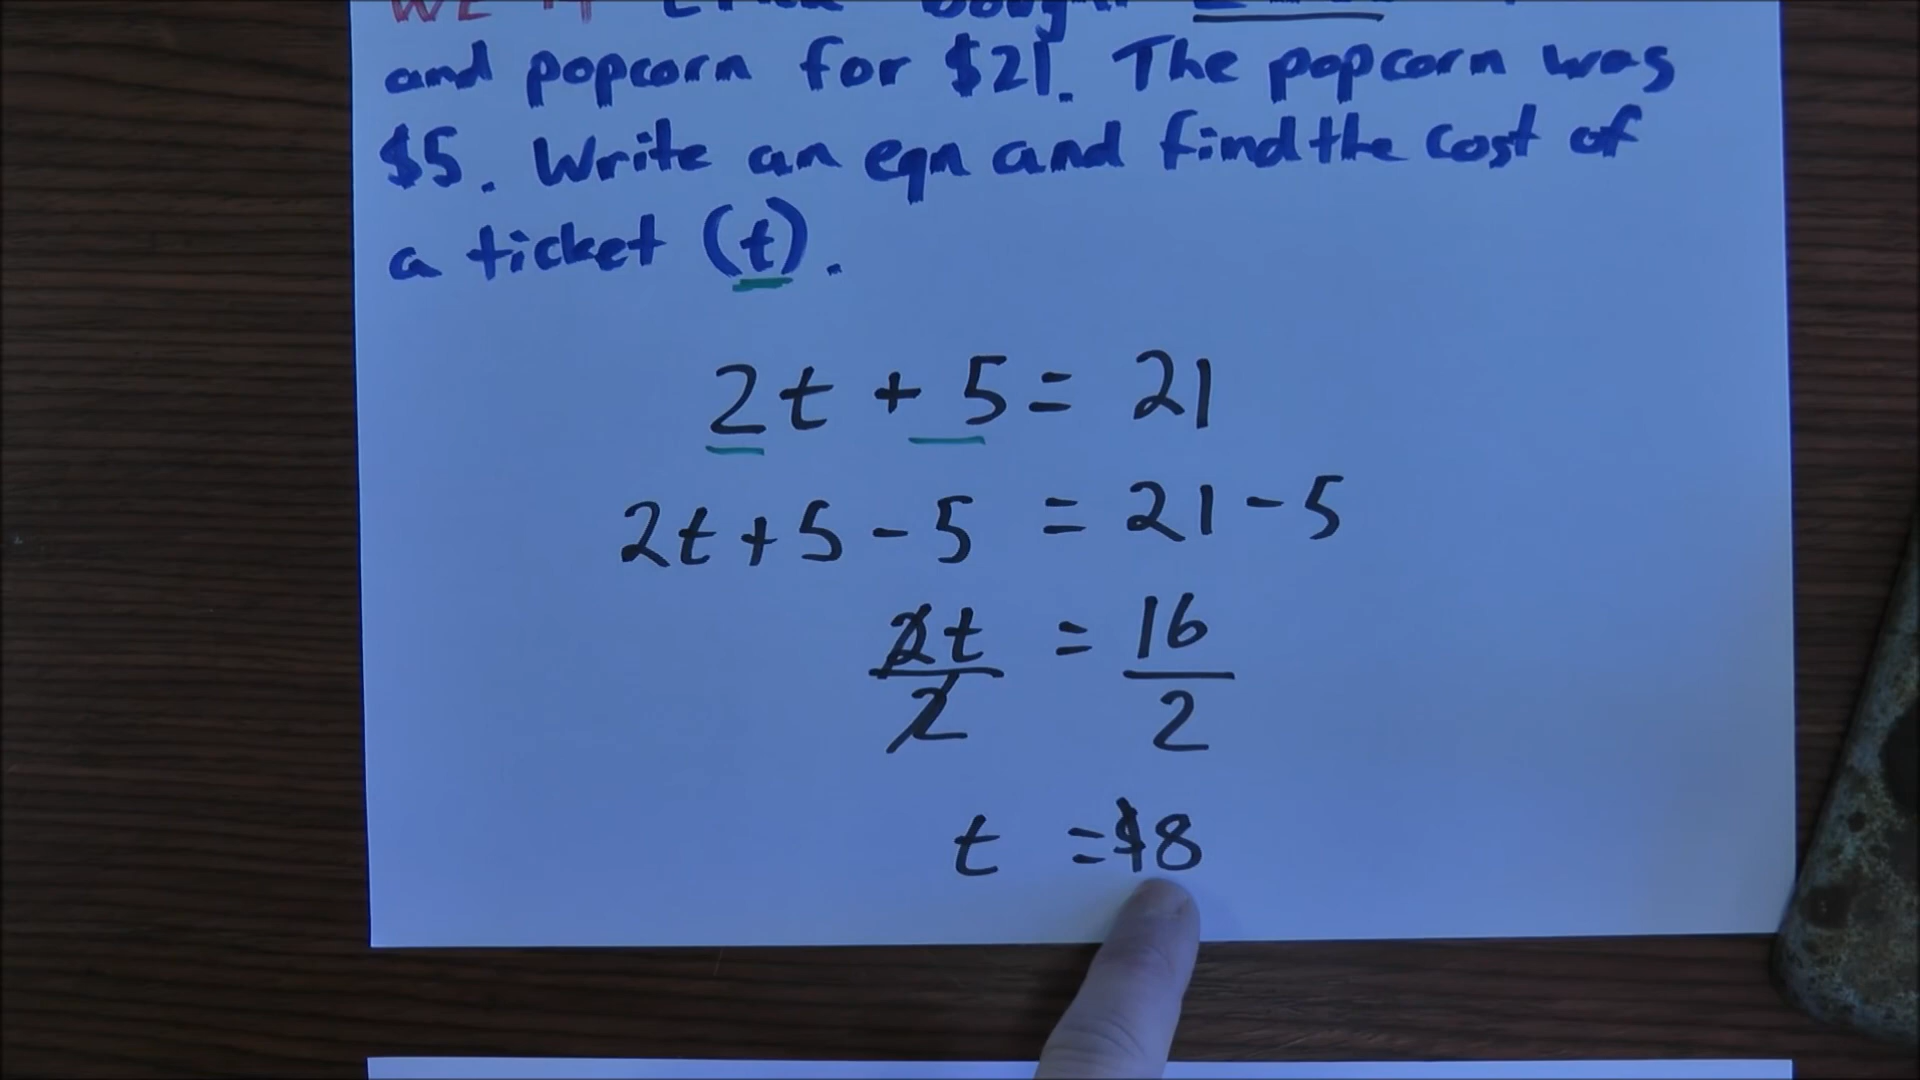 and popcorn for $21. The popcorn was
$5. Write an eqn and find the cost of
a ticket (t).
2t + 5 = 21
2t + 5 - 5 = 21 - 5
2t/2 = 16/2
t = $8